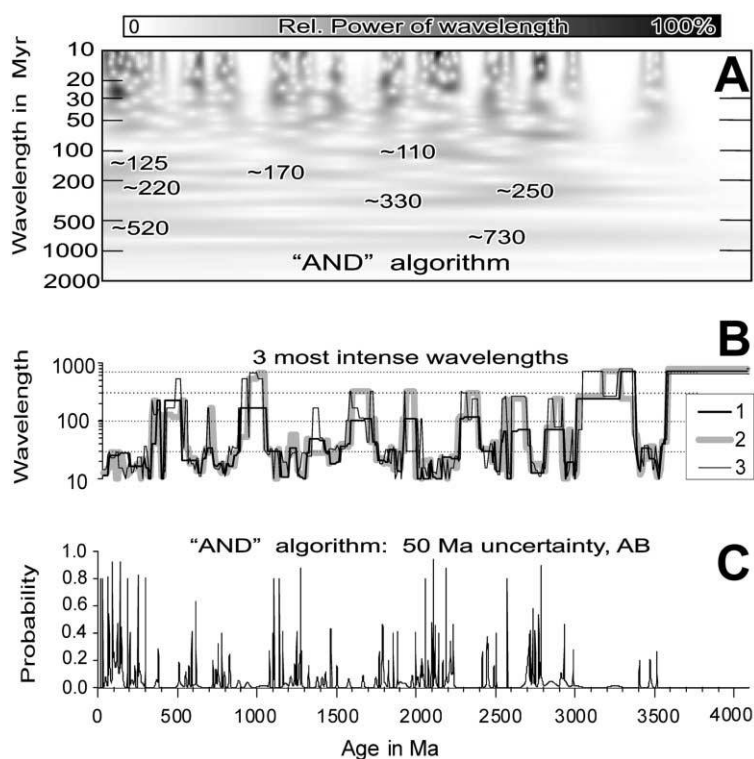 0 Rel. Power of wavelength 100%
A
Wavelength in Myr
10
20
30
50
100
200
500
1000
2000
~125
~110
~170
~220
~250
~330
~520
~730
“AND” algorithm
B
3 most intense wavelengths
Wavelength
1000
100
10
1
2
3
C
“AND” algorithm: 50 Ma uncertainty, AB
Probability
1.0
0.8
0.6
0.4
0.2
0.0
0 500 1000 1500 2000 2500 3000 3500 4000
Age in Ma